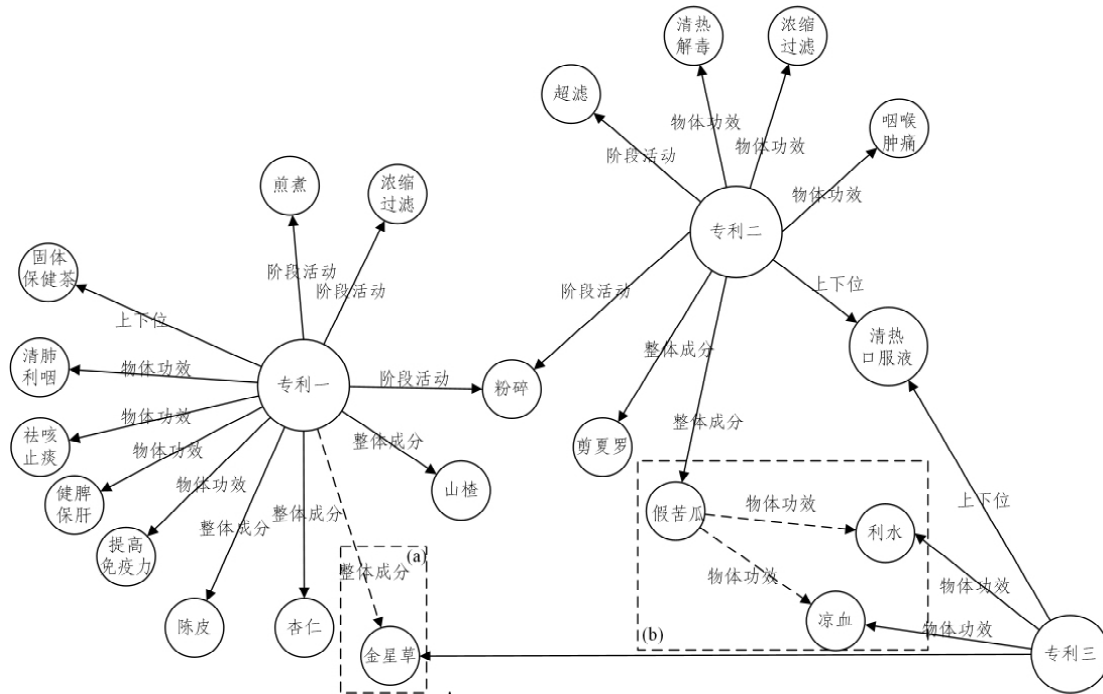 清热
解毒
浓缩
过滤
超滤
咽喉
肿痛
物体功效
物体功效
阶段活动
物体功效
煎煮
浓缩
过滤
专利二
固体
保健茶
阶段活动
阶段活动
阶段活动
上下位
上下位
清热
口服液
清肺
利咽
物体功效
整体成分
专利一
阶段活动
粉碎
物体功效
整体成分
祛咳
止痰
物体功效
整体成分
剪夏罗
健脾
保肝
物体功效
山楂
整体成分
上下位
假苦瓜
物体功效
利水
提高
免疫力
整体成分
(a)
整体成分
物体功效
物体功效
陈皮
杏仁
凉血
物体功效
(b)
金星草
专利三